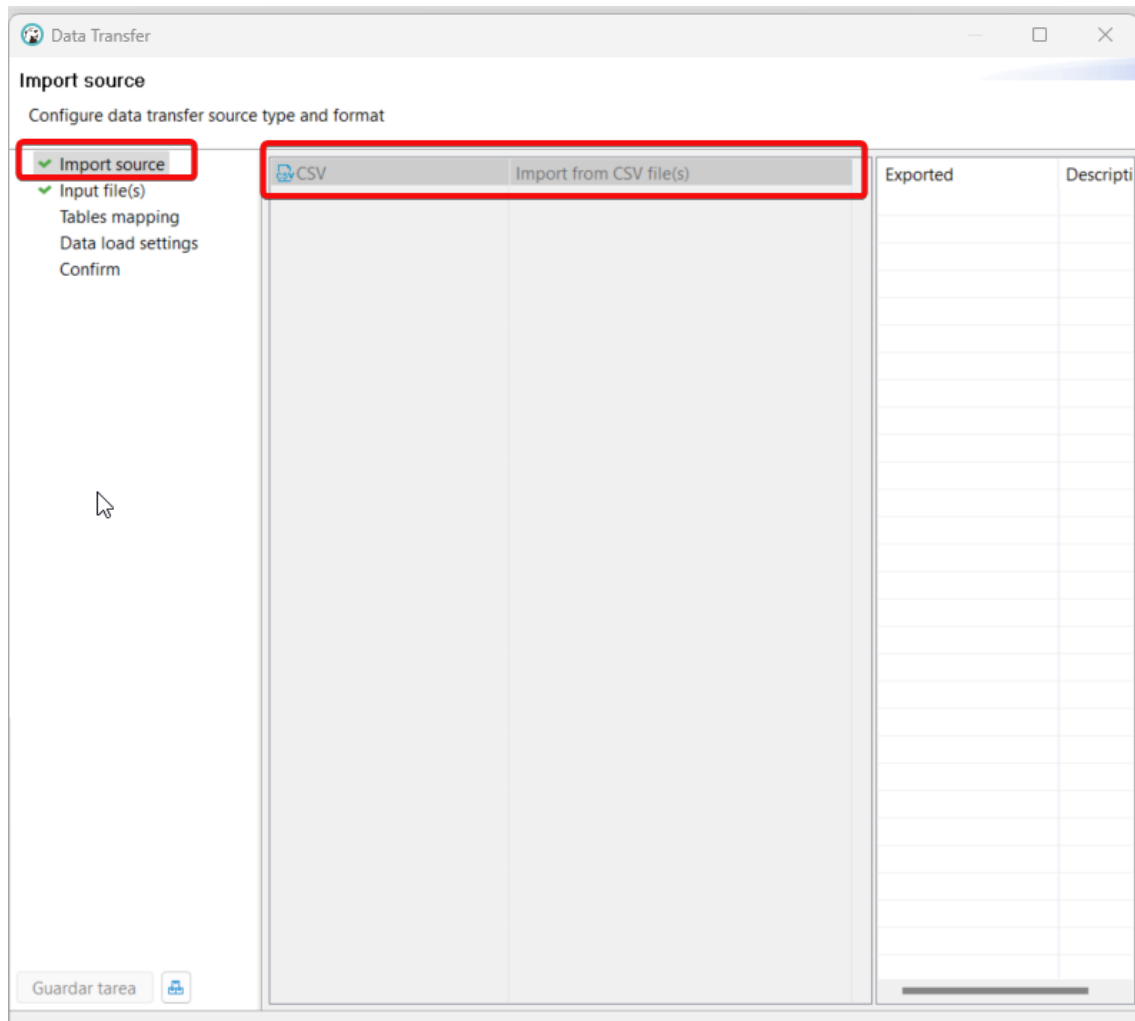 Data Transfer
Import source
Configure data transfer source type and format
Import source
Input file(s)
Tables mapping
Data load settings
Confirm
CSV Import from CSV file(s)
Exported Descripti
Guardar tarea